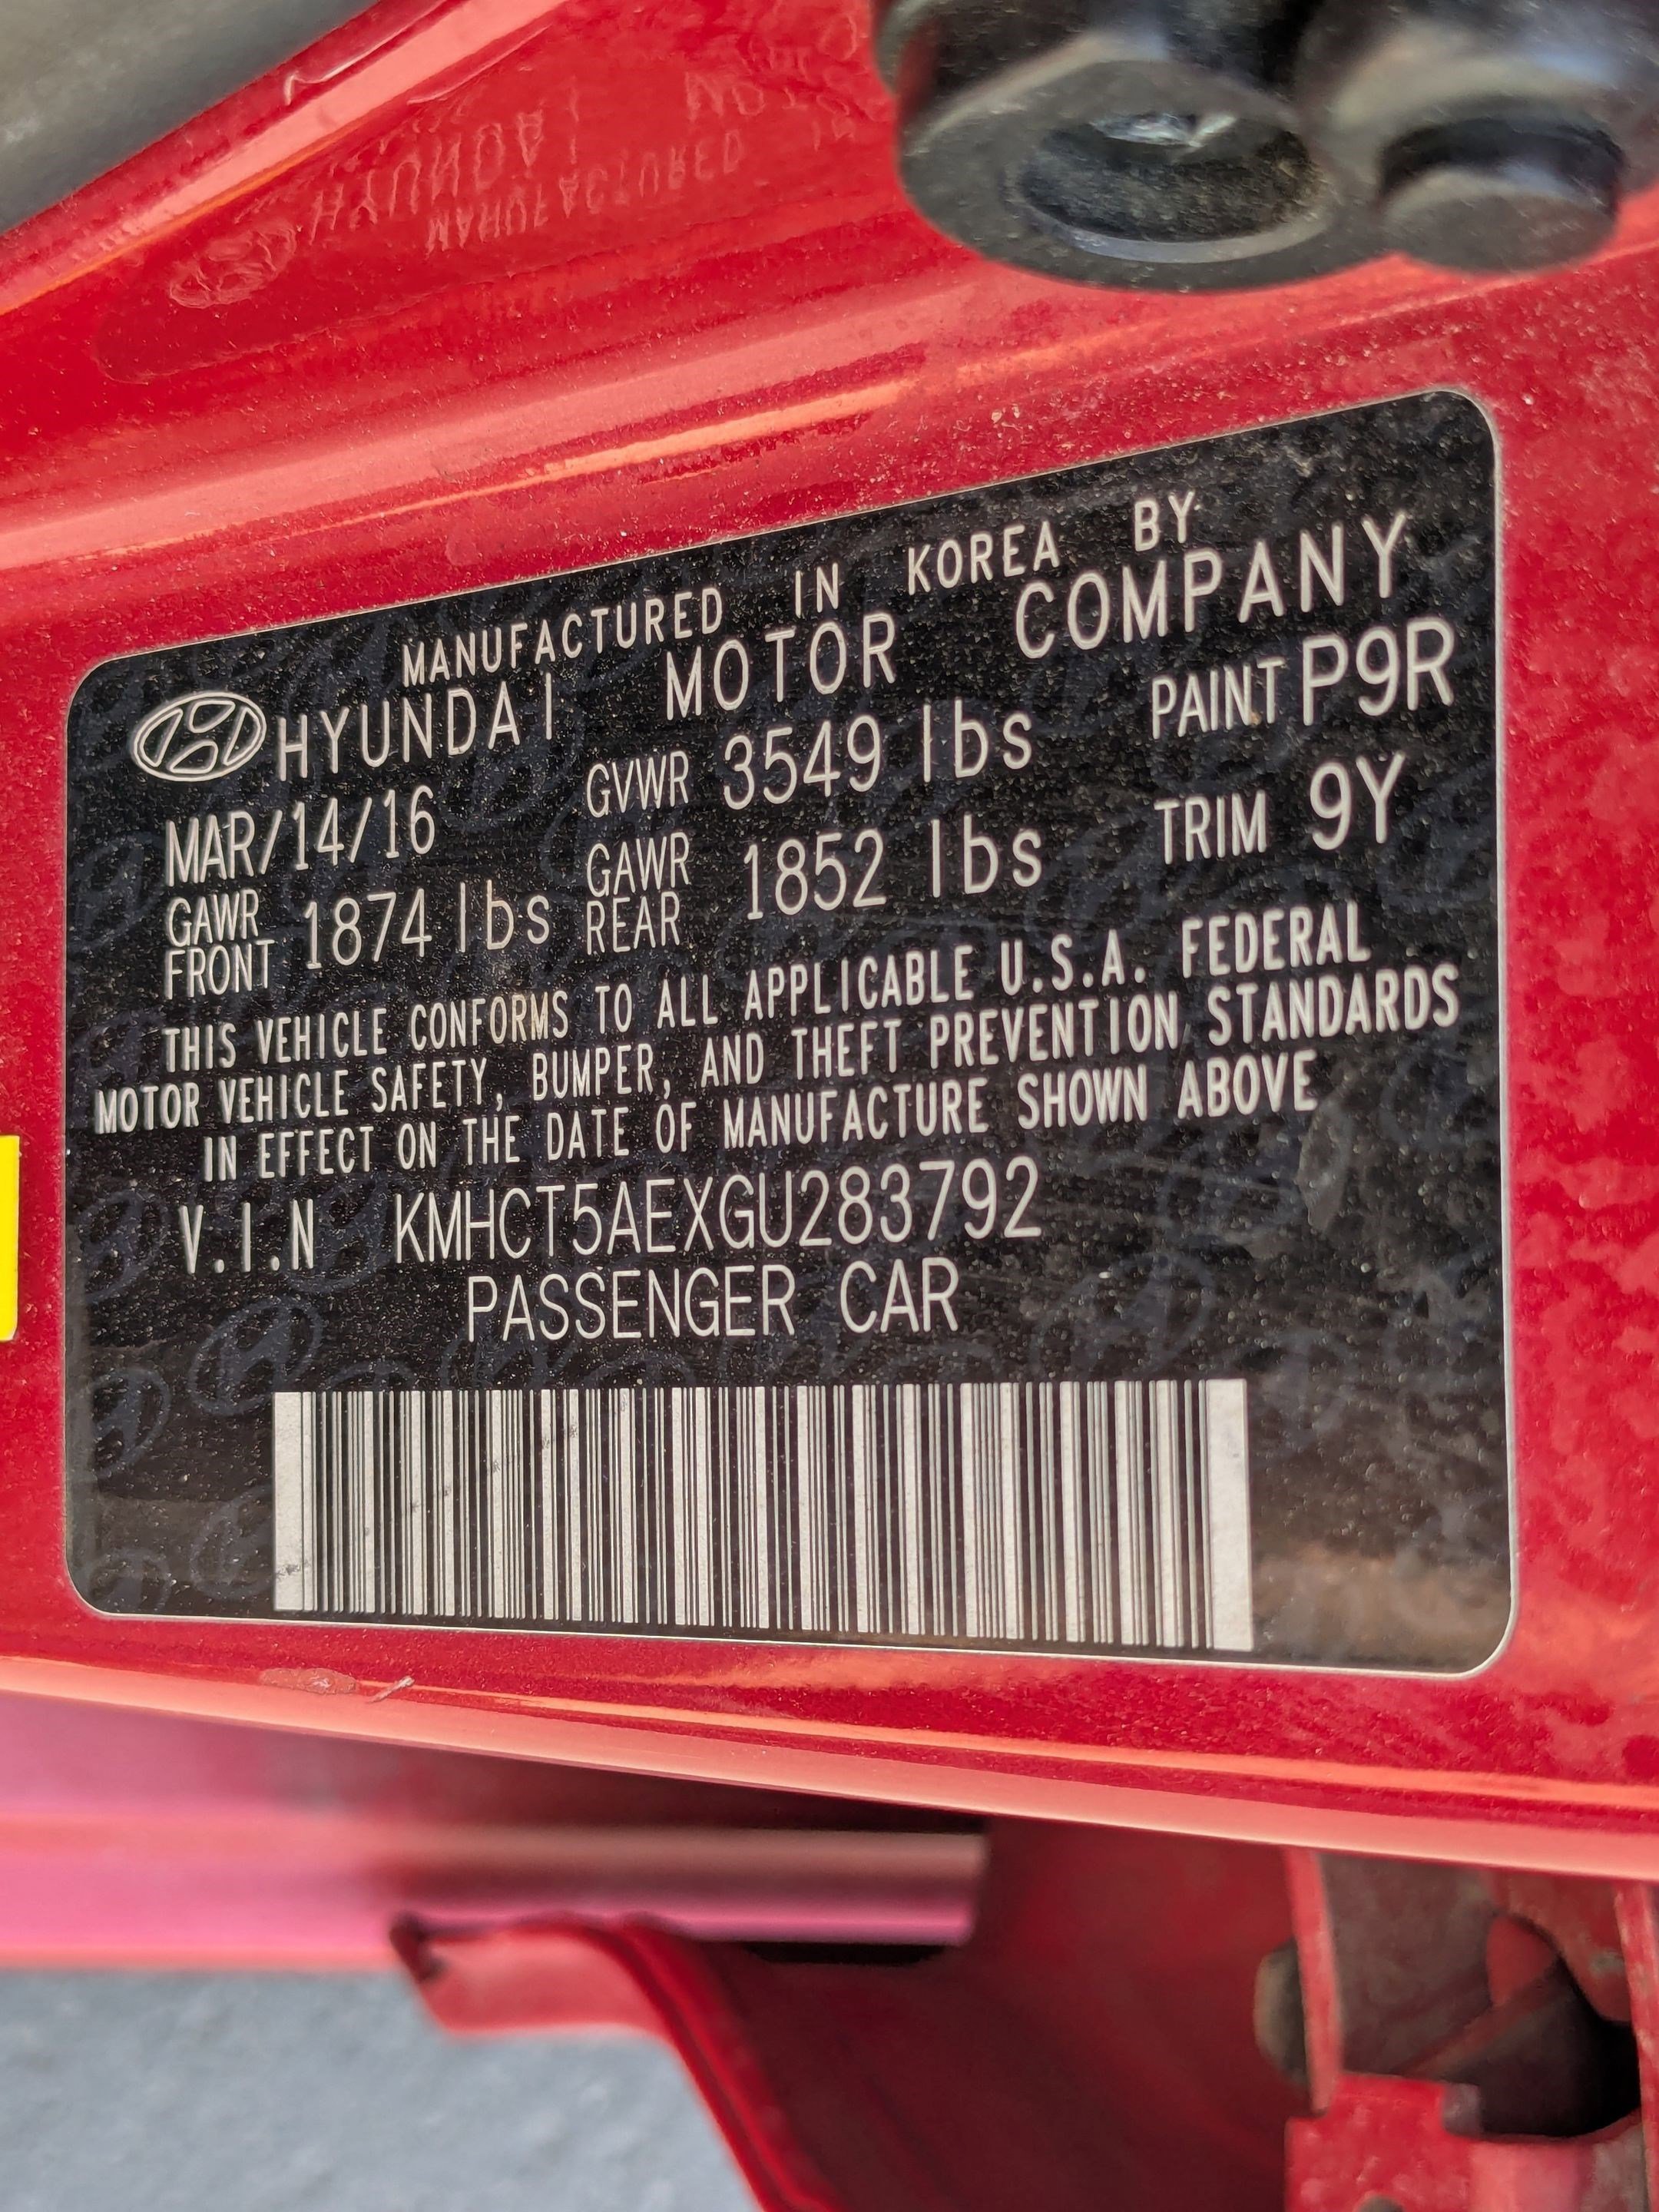 MANUFACTURED IN KOREA BY
HYUNDAI MOTOR COMPANY
MAR/14/16 GVWR 3549 lbs PAINT P9R
GAWR FRONT 1874 lbs GAWR REAR 1852 lbs TRIM 9Y
THIS VEHICLE CONFORMS TO ALL APPLICABLE U.S.A. FEDERAL
MOTOR VEHICLE SAFETY, BUMPER, AND THEFT PREVENTION STANDARDS
IN EFFECT ON THE DATE OF MANUFACTURE SHOWN ABOVE
V.I.N KMHCT5AEXGU283792
PASSENGER CAR